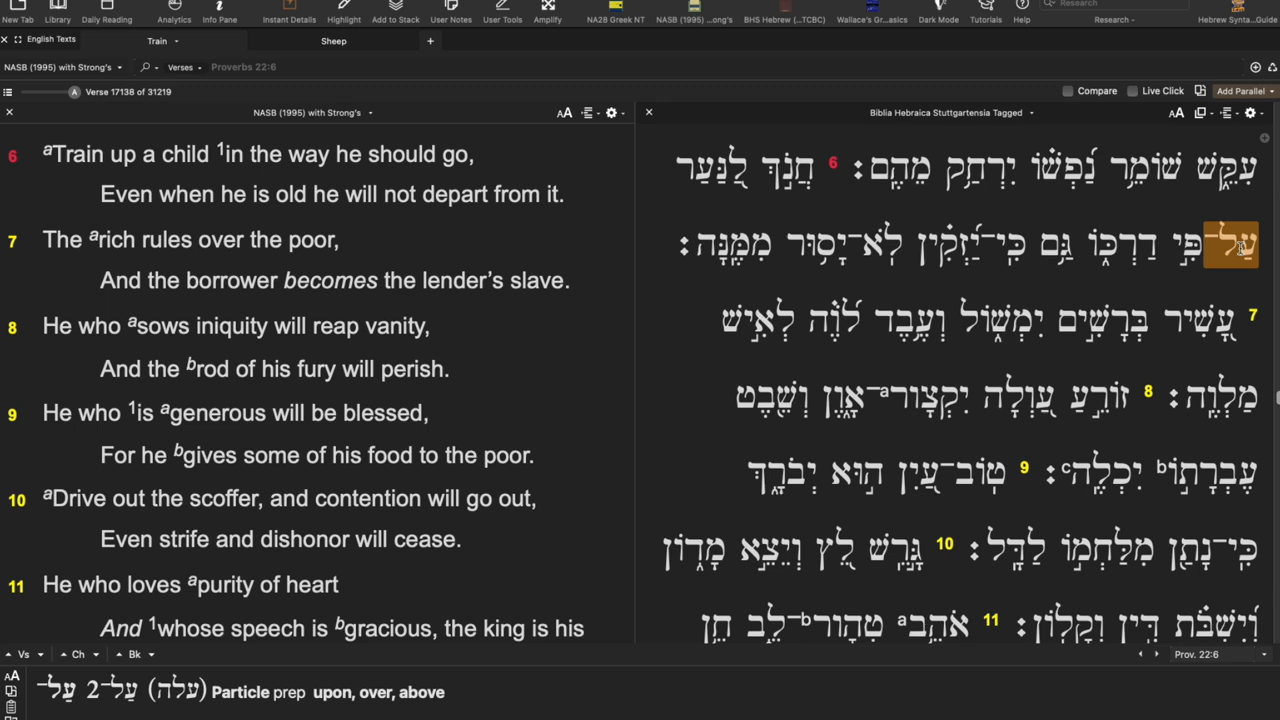 New Tab Library Daily Reading Analytics Info Pane Instant Details Highlight Add to Stack User Notes User Tools Amplify NA28 Greek NT NASB (1995) ...ong's BHS Hebrew (...TCBC) Wallace's Gr...asics Dark Mode Tutorials Help Research Research - Hebrew Synta...Guide
English Texts Train Sheep +
NASB (1995) with Strong's Verses Proverbs 22:6
Verse 17138 of 31219 Compare Live Click Add Parallel
NASB (1995) with Strong's
6 aTrain up a child 1in the way he should go,
Even when he is old he will not depart from it.
7 The arich rules over the poor,
And the borrower becomes the lender’s slave.
8 He who asows iniquity will reap vanity,
And the brod of his fury will perish.
9 He who 1is agenerous will be blessed,
For he bgives some of his food to the poor.
10 aDrive out the scoffer, and contention will go out,
Even strife and dishonor will cease.
11 He who loves apurity of heart
And 1whose speech is bgracious, the king is his
Biblia Hebraica Stuttgartensia Tagged
עִ֭קֵּשׁ שׁוֹמֵ֥ר נַ֝פְשׁ֗וֹ יִרְחַ֥ק מֵהֶֽם׃ 6 חֲנֹ֣ךְ לַ֭נַּעַר
עַל־פִּ֣י דַרְכּ֑וֹ גַּ֥ם כִּֽי־יַ֝זְקִ֗ין לֹֽא־יָס֥וּר מִמֶּֽנָּה׃
7 עָ֭שִׁיר בְּרָשִׁ֣ים יִמְשׁ֑וֹל וְעֶ֥בֶד לֹ֝וֶ֗ה לְאִ֣ישׁ
מַלְוֶֽה׃ 8 זוֹרֵ֣עַ עַ֭וְלָה יִקְצָור־aאָ֑וֶן וְשֵׁ֖בֶט
עֶבְרָת֣וֹb יִכְלֶֽהc׃ 9 טֽוֹב־עַ֭יִן ה֣וּא יְבֹרָ֑ךְ
כִּֽי־נָתַ֖ן מִלַּחְמ֣וֹ לַדָּֽל׃ 10 גָּ֣רֵֽשׁ לֵ֭ץ וְיֵצֵ֣א מָד֑וֹן
וְ֝יִשְׁבֹּ֗ת דִּ֣ין וְקָלֽוֹן׃ 11 אֹהֵ֥בa טְהָור־bלֵ֑ב חֵ֥ן
Vs Ch Bk Prov. 22:6
עַל־ עַל־2 (עלה) Particle prep upon, over, above